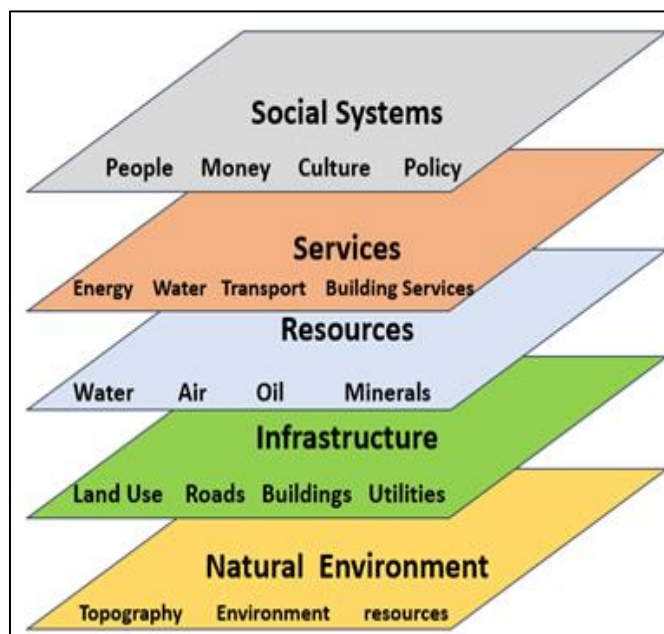 Social Systems
People Money Culture Policy
Services
Energy Water Transport Building Services
Resources
Water Air Oil Minerals
Infrastructure
Land Use Roads Buildings Utilities
Natural Environment
Topography Environment resources